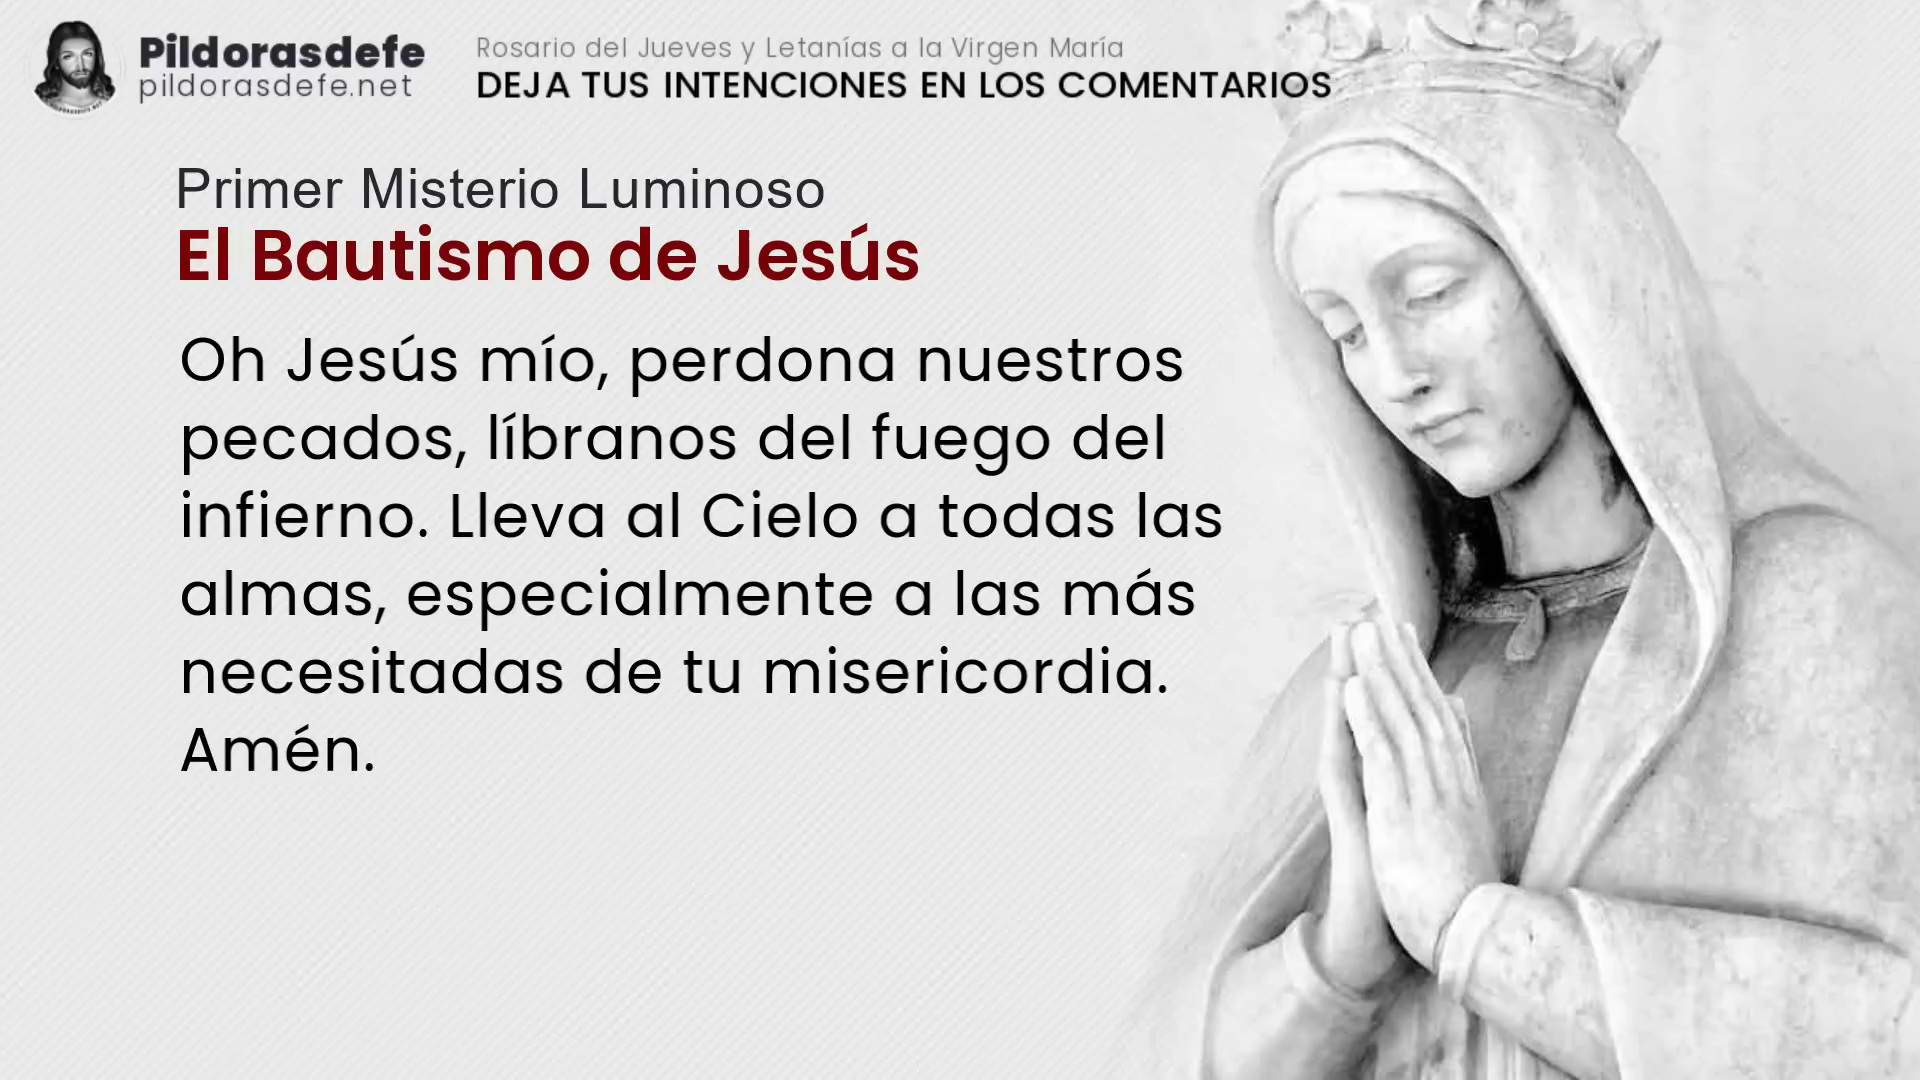 Pildorasdefe
pildorasdefe.net
Rosario del Jueves y Letanías a la Virgen María
DEJA TUS INTENCIONES EN LOS COMENTARIOS
Primer Misterio Luminoso
El Bautismo de Jesús
Oh Jesús mío, perdona nuestros
pecados, líbranos del fuego del
infierno. Lleva al Cielo a todas las
almas, especialmente a las más
necesitadas de tu misericordia.
Amén.